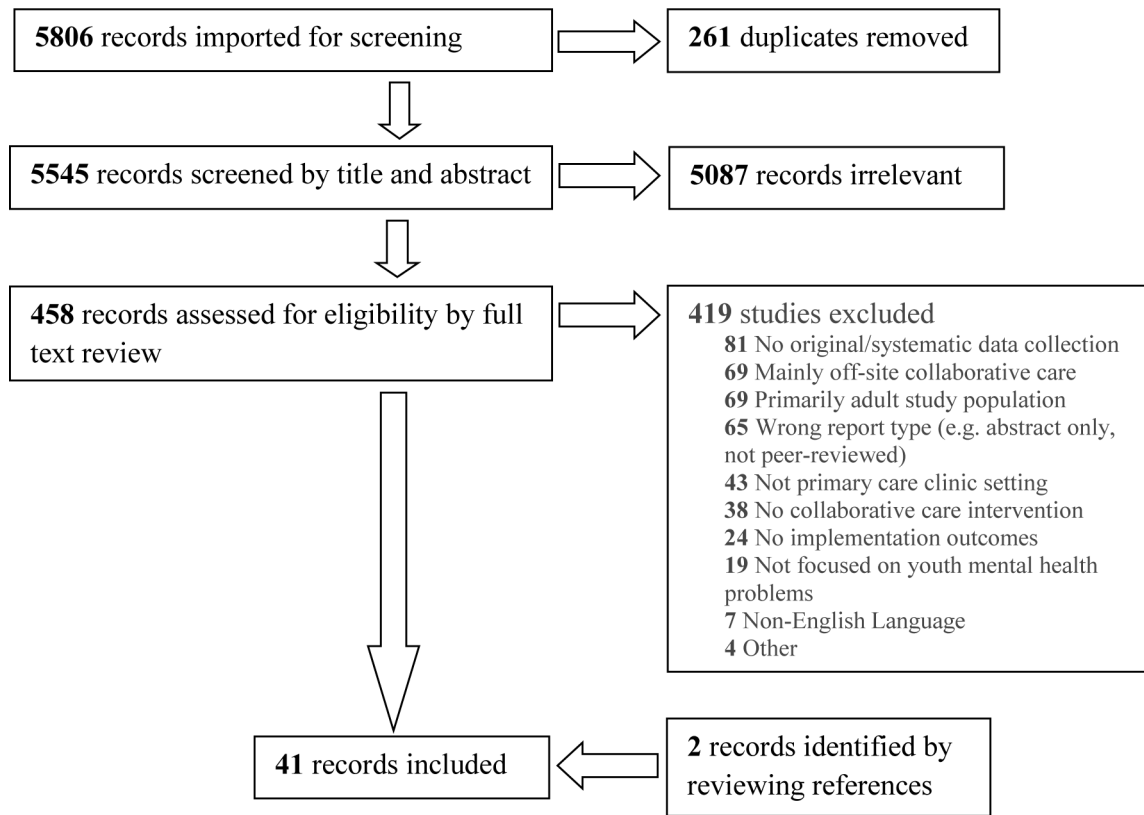 5806 records imported for screening
261 duplicates removed
5545 records screened by title and abstract
5087 records irrelevant
458 records assessed for eligibility by full
text review
419 studies excluded
81 No original/systematic data collection
69 Mainly off-site collaborative care
69 Primarily adult study population
65 Wrong report type (e.g. abstract only,
not peer-reviewed)
43 Not primary care clinic setting
38 No collaborative care intervention
24 No implementation outcomes
19 Not focused on youth mental health
problems
7 Non-English Language
4 Other
41 records included
2 records identified by
reviewing references